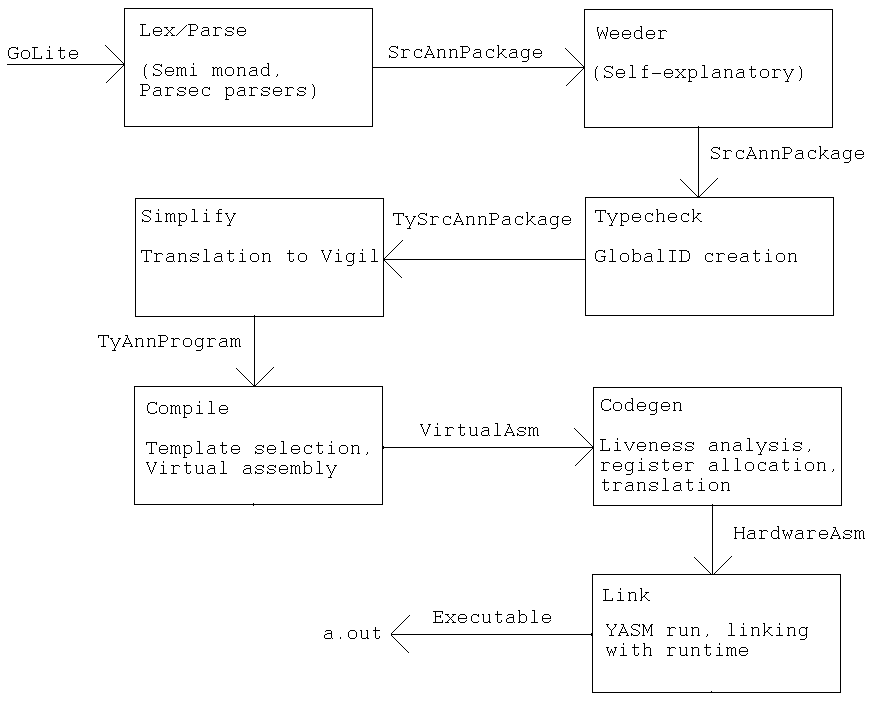 GoLite
Lex/Parse
(Semi monad,
Parsec parsers)
SrcAnnPackage
Weeder
(Self-explanatory)
SrcAnnPackage
Typecheck
GlobalID creation
TySrcAnnPackage
Simplify
Translation to Vigil
TyAnnProgram
Compile
Template selection,
Virtual assembly
VirtualAsm
Codegen
Liveness analysis,
register allocation,
translation
HardwareAsm
Link
YASM run, linking
with runtime
Executable
a.out